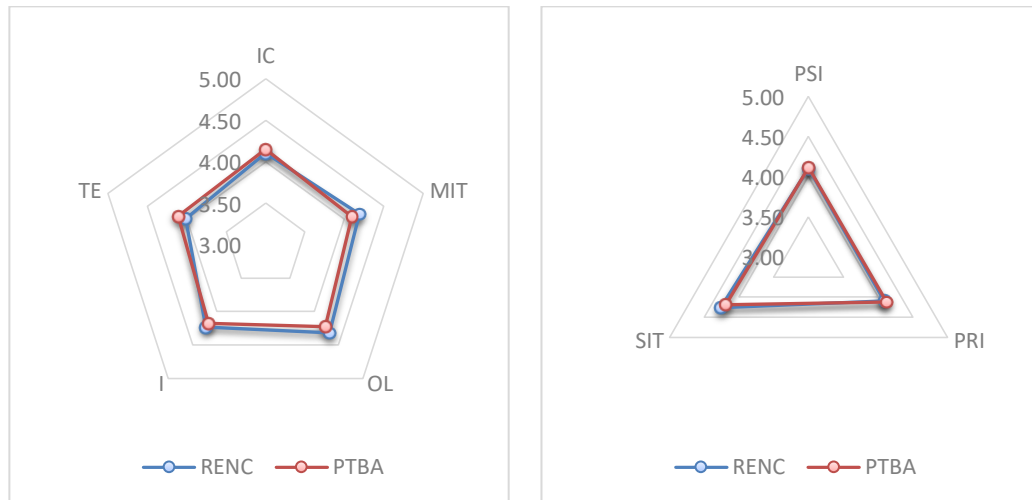 IC
5.00
4.50
4.00
3.50
3.00
TE
MIT
I
OL
RENC
PTBA
PSI
5.00
4.50
4.00
3.50
3.00
SIT
PRI
RENC
PTBA